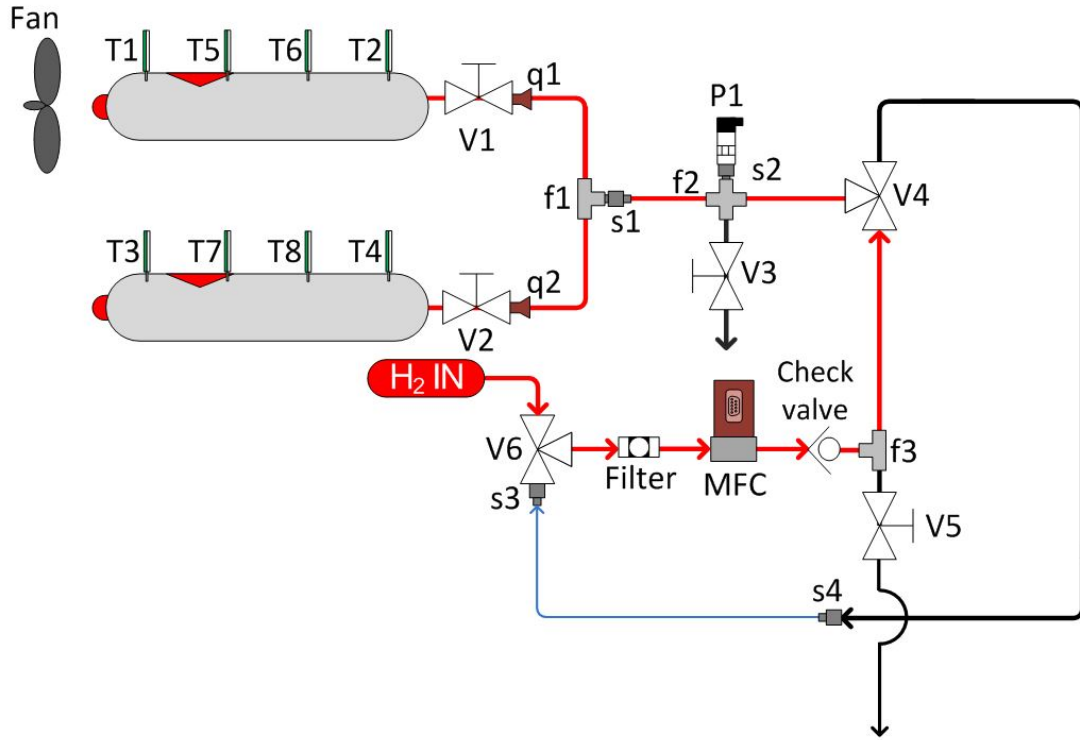 Fan
T1 T5 T6 T2
q1
V1
P1
f2 s2
f1 s1
V4
T3 T7 T8 T4
q2
V2
V3
H₂ IN
Check
valve
V6
f3
Filter
MFC
s3
V5
s4